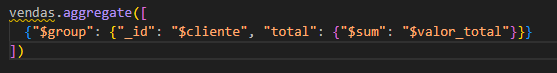 vendas.aggregate([
  {"$group": {"_id": "$cliente", "total": {"$sum": "$valor_total"}}}
])